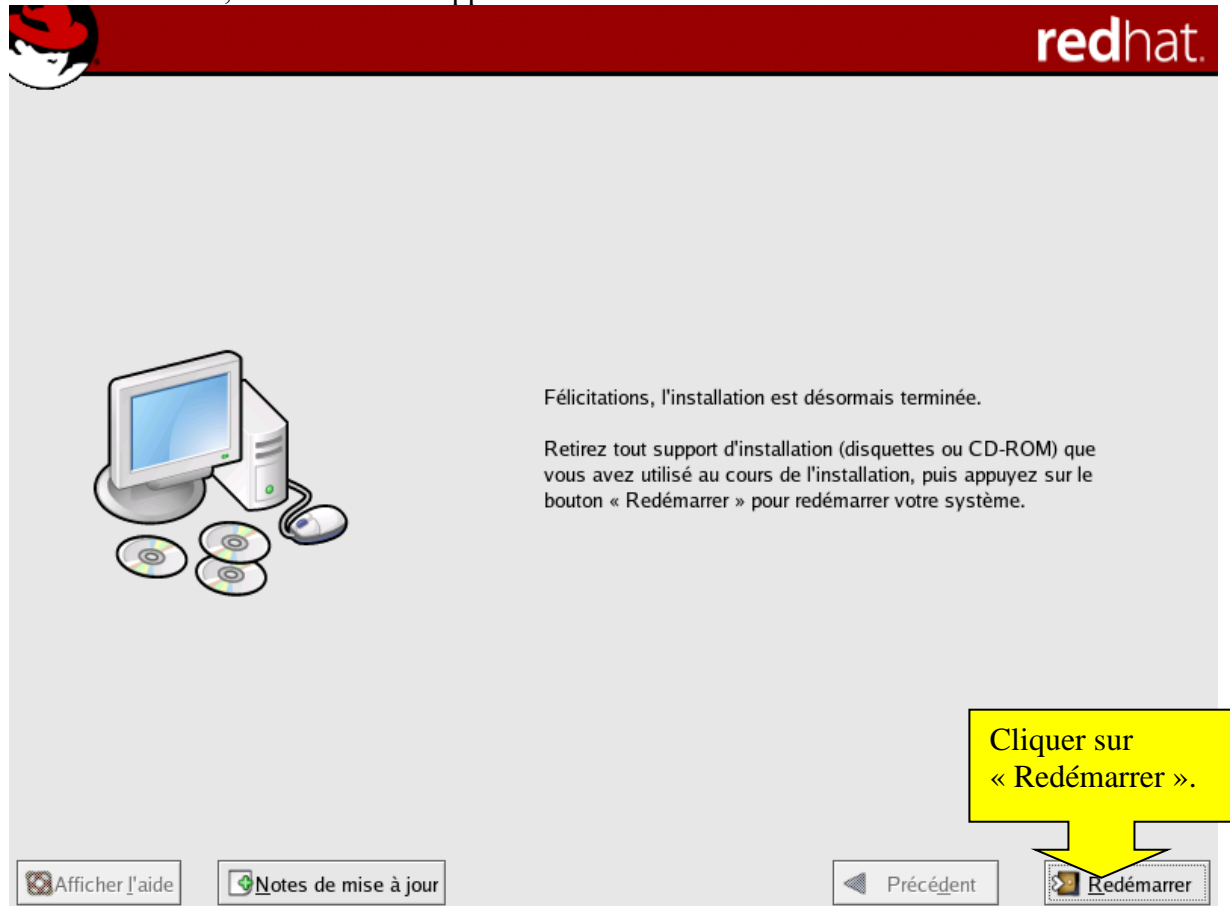 redhat.
Félicitations, l'installation est désormais terminée.
Retirez tout support d'installation (disquettes ou CD-ROM) que
vous avez utilisé au cours de l'installation, puis appuyez sur le
bouton « Redémarrer » pour redémarrer votre système.
Cliquer sur
« Redémarrer ».
Afficher l'aide
Notes de mise à jour
Précédent
Redémarrer